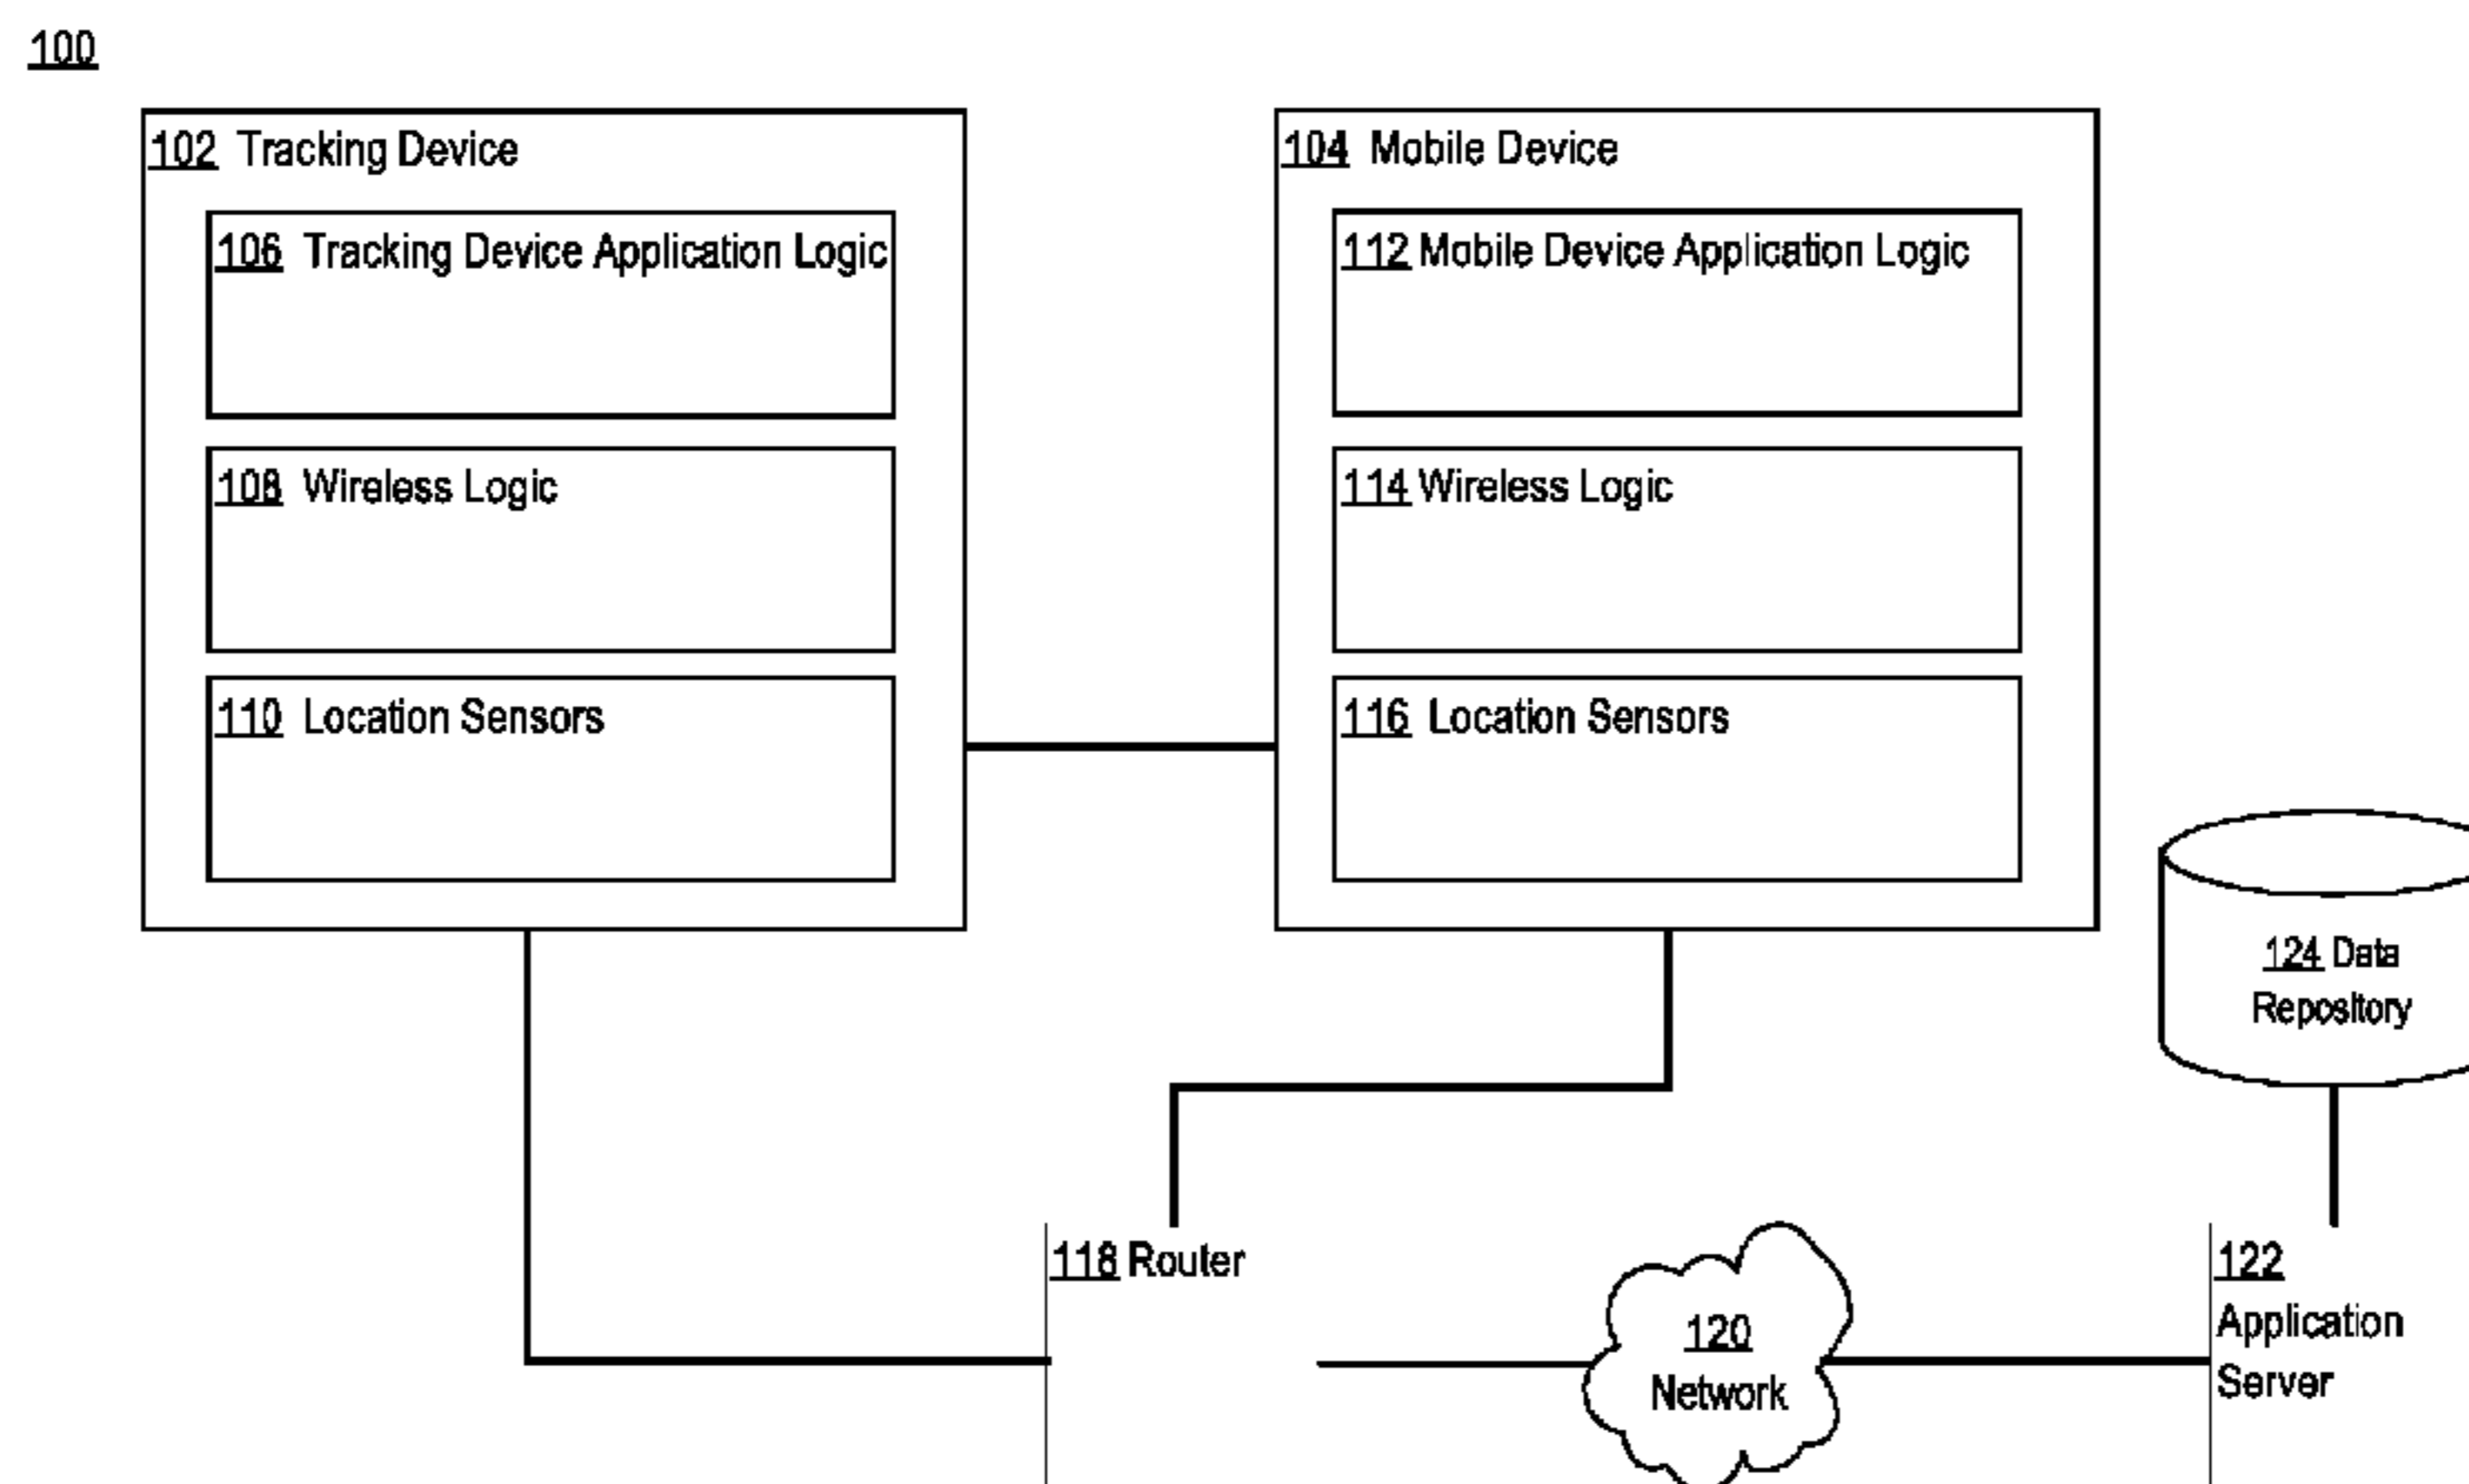 100
102 Tracking Device
106 Tracking Device Application Logic
108 Wireless Logic
110 Location Sensors
104 Mobile Device
112 Mobile Device Application Logic
114 Wireless Logic
116 Location Sensors
124 Data
Repository
118 Router
120
Network
122
Application
Server